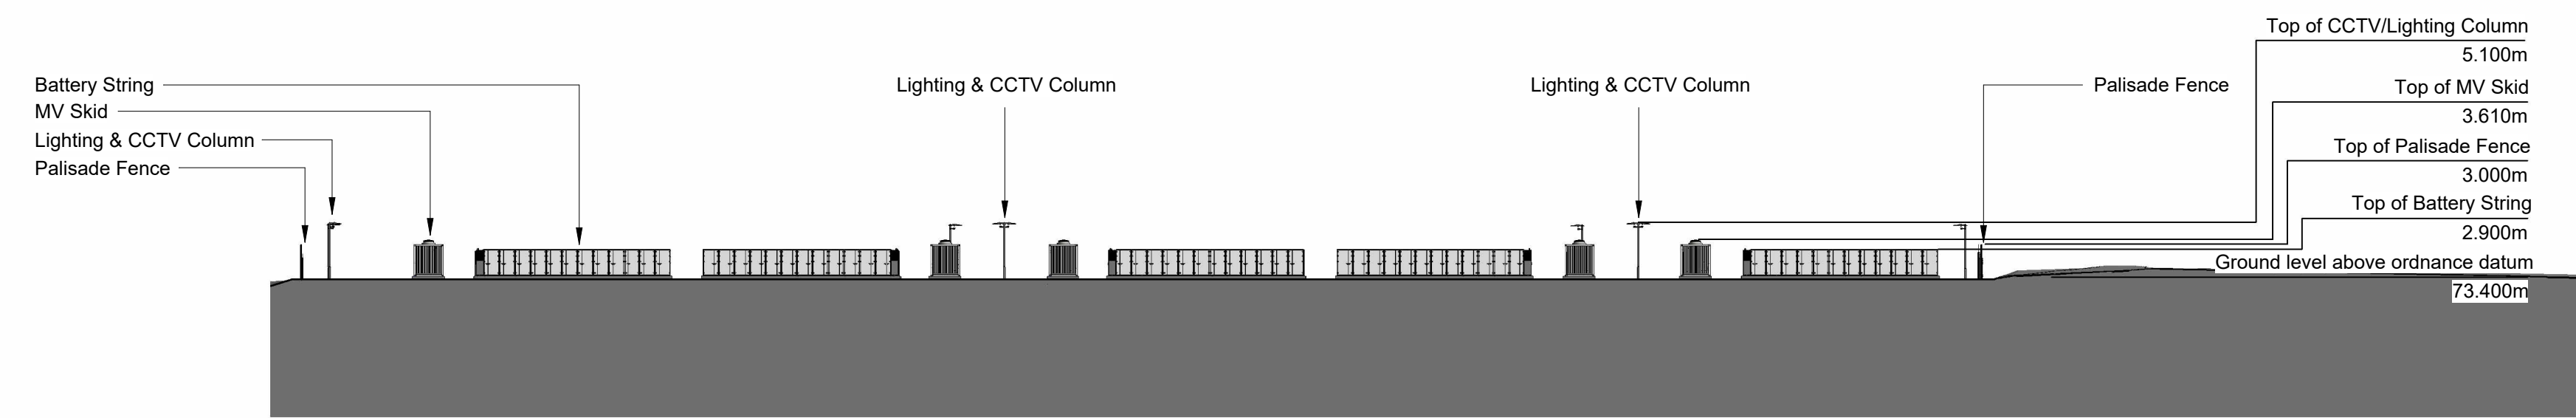 Top of CCTV/Lighting Column
5.100m
Battery String
Lighting & CCTV Column
Lighting & CCTV Column
Palisade Fence
Top of MV Skid
MV Skid
3.610m
Lighting & CCTV Column
Top of Palisade Fence
Palisade Fence
3.000m
Top of Battery String
2.900m
Ground level above ordnance datum
73.400m